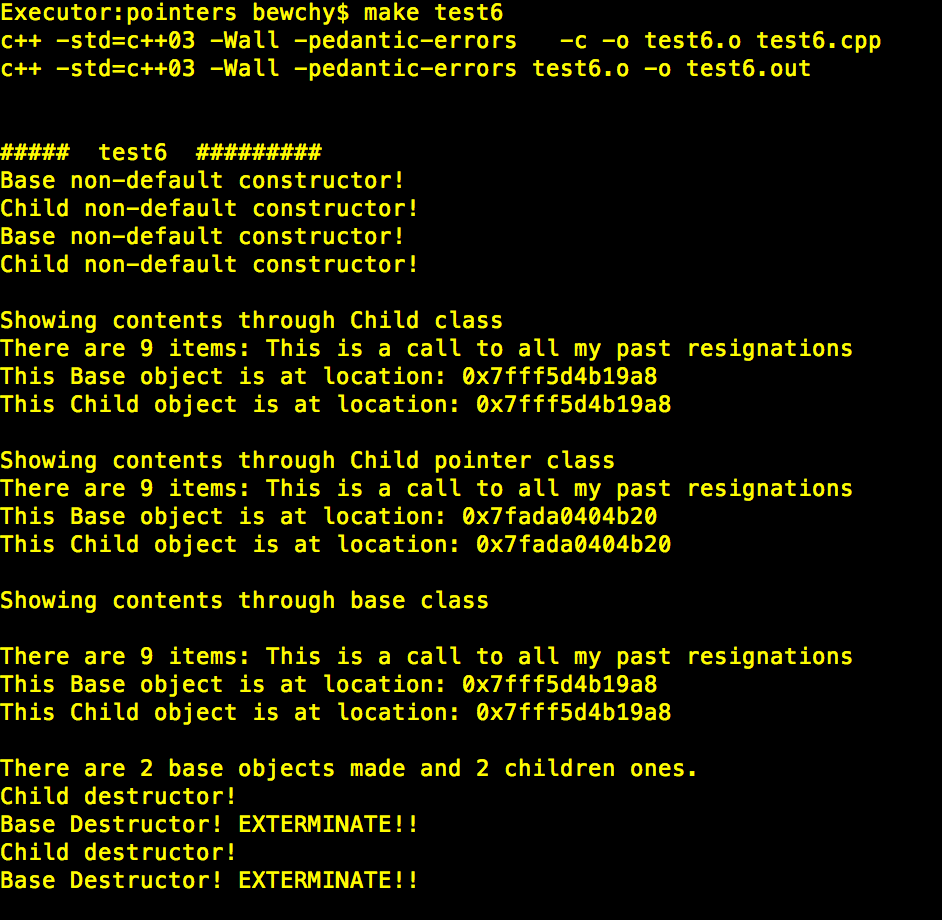 Executor:pointers bewchy$ make test6
c++ -std=c++03 -Wall -pedantic-errors   -c -o test6.o test6.cpp
c++ -std=c++03 -Wall -pedantic-errors test6.o -o test6.out
#####  test6  #########
Base non-default constructor!
Child non-default constructor!
Base non-default constructor!
Child non-default constructor!
Showing contents through Child class
There are 9 items: This is a call to all my past resignations
This Base object is at location: 0x7fff5d4b19a8
This Child object is at location: 0x7fff5d4b19a8
Showing contents through Child pointer class
There are 9 items: This is a call to all my past resignations
This Base object is at location: 0x7fada0404b20
This Child object is at location: 0x7fada0404b20
Showing contents through base class
There are 9 items: This is a call to all my past resignations
This Base object is at location: 0x7fff5d4b19a8
This Child object is at location: 0x7fff5d4b19a8
There are 2 base objects made and 2 children ones.
Child destructor!
Base Destructor! EXTERMINATE!!
Child destructor!
Base Destructor! EXTERMINATE!!